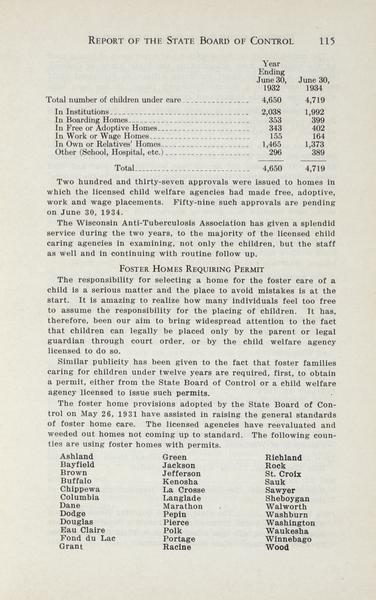 REPORT OF THE STATE BOARD OF CONTROL 115
Year
Ending
June 30, June 30,
1932 1934
Total number of children under care 4,650 4,719
In Institutions 2,038 1,992
In Boarding Homes 353 399
In Free or Adoptive Homes 343 402
In Work or Wage Homes 155 164
In Own or Relatives' Homes 1,465 1,373
Other (School, Hospital, etc.) 296 389
Total 4,650 4,719
Two hundred and thirty-seven approvals were issued to homes in
which the licensed child welfare agencies had made free, adoptive,
work and wage placements. Fifty-nine such approvals are pending
on June 30, 1934.
The Wisconsin Anti-Tuberculosis Association has given a splendid
service during the two years, to the majority of the licensed child
caring agencies in examining, not only the children, but the staff
as well and in continuing with routine follow up.
FOSTER HOMES REQUIRING PERMIT
The responsibility for selecting a home for the foster care of a
child is a serious matter and the place to avoid mistakes is at the
start. It is amazing to realize how many individuals feel too free
to assume the responsibility for the placing of children. It has,
therefore, been our aim to bring widespread attention to the fact
that children can legally be placed only by the parent or legal
guardian through court order, or by the child welfare agency
licensed to do so.
Similar publicity has been given to the fact that foster families
caring for children under twelve are required, first, to obtain
a permit, either from the State Board of Control or a child welfare
agency licensed to issue such permits.
The foster home provisions adopted by the State Board of Con-
trol on May 26, 1931 have assisted in raising the general standards
of foster home care. The licensed agencies have reevaluated and
weeded out homes not coming up to standard. The following coun-
ties are using foster homes with permits.
Ashland Green Richland
Bayfield Jackson Rock
Brown Jefferson St. Croix
Buffalo Kenosha Sauk
Chippewa La Crosse Sawyer
Columbia Langlade Sheboygan
Dane Marathon Walworth
Dodge Pepin Washburn
Douglas Pierce Washington
Eau Claire Polk Waukesha
Fond du Lac Portage Winnebago
Grant Racine Wood